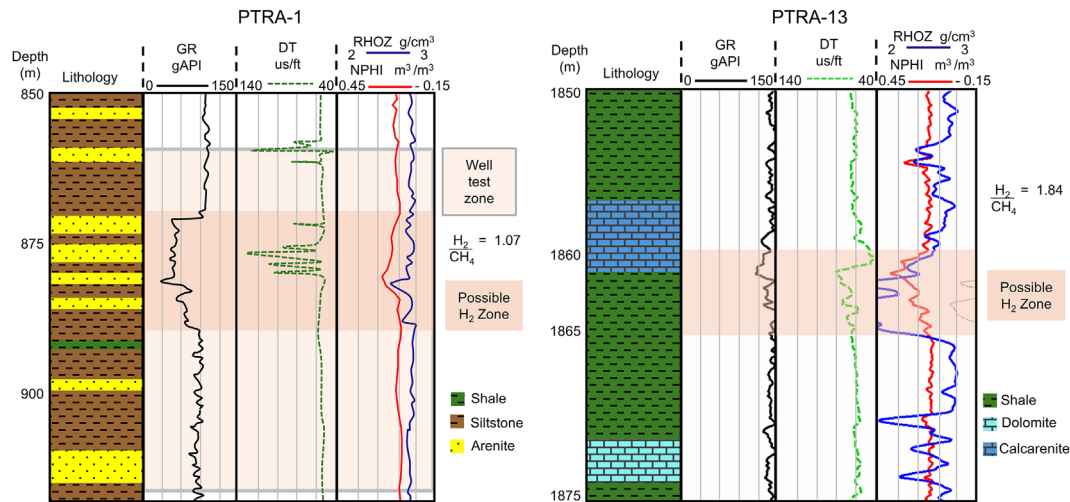 PTRA-1
Depth
(m)
Lithology
GR
gAPI
0 150
DT
us/ft
140 40
RHOZ g/cm³
2 3
NPHI m³/m³
0.45 - 0.15
850
875
900
Well
test
zone
H₂
CH₄ = 1.07
Possible
H₂ Zone
Shale
Siltstone
Arenite
PTRA-13
Depth
(m)
Lithology
GR
gAPI
0 150
DT
us/ft
140 40
RHOZ g/cm³
2 3
NPHI m³/m³
0.45 - 0.15
1850
1860
1865
1875
H₂
CH₄ = 1.84
Possible
H₂ Zone
Shale
Dolomite
Calcarenite